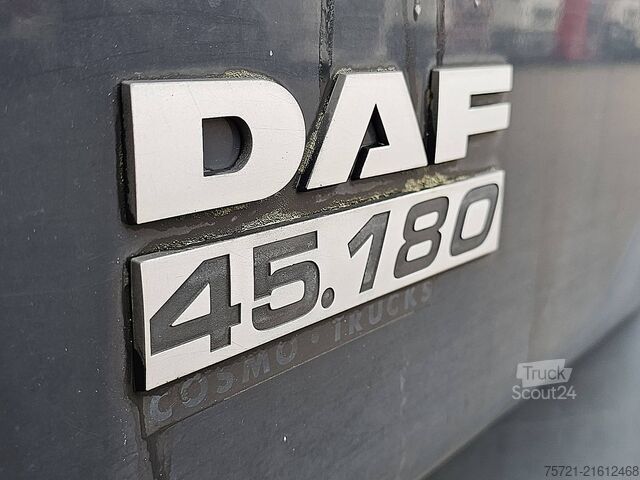 DAF
45.180
COSMO·TRUCKS
Truck
Scout24
75721-21612468